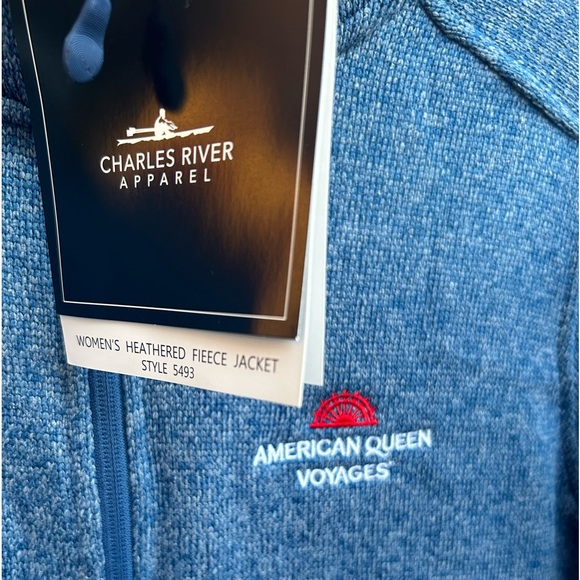 CHARLES RIVER
APPAREL
WOMEN'S HEATHERED FIEECE JACKET
STYLE 5493
AMERICAN QUEEN
VOYAGES